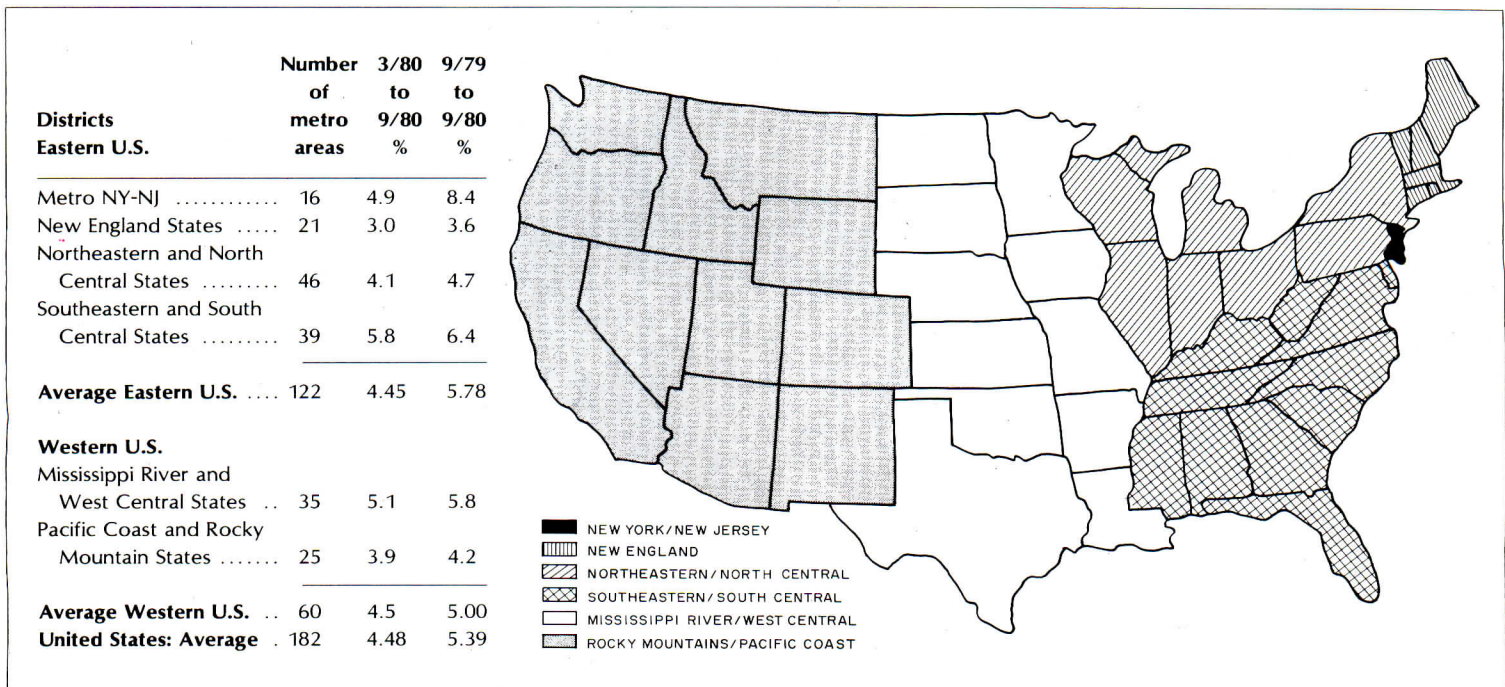 Number 3/80 9/79
of to to
Districts metro 9/80 9/80
Eastern U.S. areas % %
Metro NY-NJ ............ 16 4.9 8.4
New England States ..... 21 3.0 3.6
Northeastern and North
Central States ......... 46 4.1 4.7
Southeastern and South
Central States ......... 39 5.8 6.4
Average Eastern U.S. .... 122 4.45 5.78
Western U.S.
Mississippi River and
West Central States .. 35 5.1 5.8
Pacific Coast and Rocky
Mountain States ....... 25 3.9 4.2
Average Western U.S. .. 60 4.5 5.00
United States: Average . 182 4.48 5.39
NEW YORK/NEW JERSEY
NEW ENGLAND
NORTHEASTERN/NORTH CENTRAL
SOUTHEASTERN/SOUTH CENTRAL
MISSISSIPPI RIVER/WEST CENTRAL
ROCKY MOUNTAINS/PACIFIC COAST